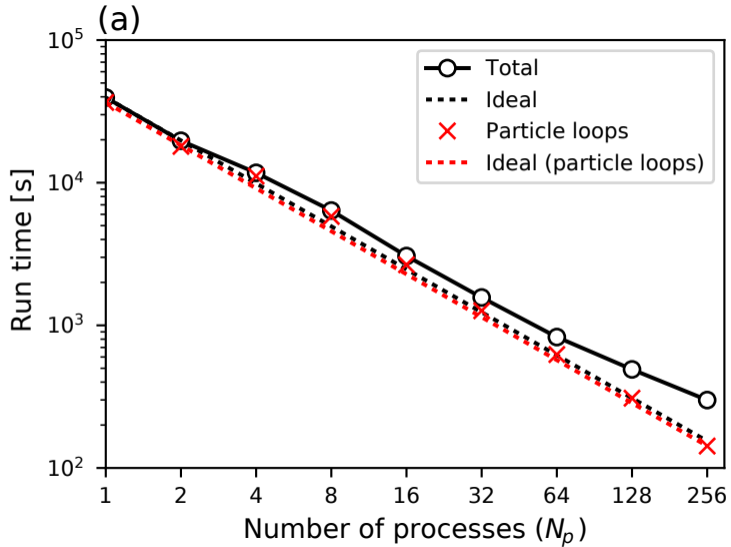 (a)
10^5
10^4
10^3
10^2
Run time [s]
Total
Ideal
Particle loops
Ideal (particle loops)
1 2 4 8 16 32 64 128 256
Number of processes (N_p)